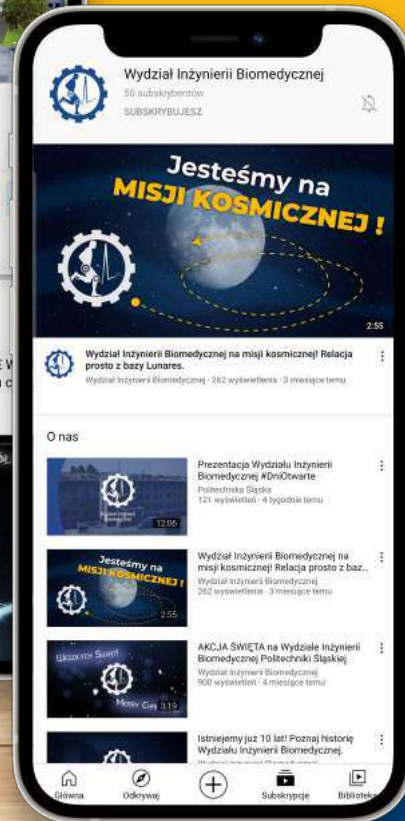 Wydział Inżynierii Biomedycznej
50 subskrybentów
SUBSKRYBUJESZ
Jesteśmy na
MISJI KOSMICZNEJ !
2:55
Wydział Inżynierii Biomedycznej na misji kosmicznej! Relacja
prosto z bazy Lunares.
Wydział Inżynierii Biomedycznej · 262 wyświetlenia · 3 miesiące temu
O nas
Prezentacja Wydziału Inżynierii
Biomedycznej #DniOtwarte
Politechnika Śląska
121 wyświetleń · 4 tygodnie temu
12:06
Wydział Inżynierii Biomedycznej na
misji kosmicznej! Relacja prosto z baz...
Wydział Inżynierii Biomedycznej
262 wyświetlenia · 3 miesiące temu
Jesteśmy na
MISJI KOSMICZNEJ !
2:55
AKCJA ŚWIĘTA na Wydziale Inżynierii
Biomedycznej Politechniki Śląskiej
Wydział Inżynierii Biomedycznej
900 wyświetleń · 4 miesiące temu
WESOŁYCH ŚWIĄT!
MERRY
3:19
Istniejemy już 10 lat! Poznaj historię
Wydziału Inżynierii Biomedycznej.
Główna
Odkrywaj
Subskrypcje
Biblioteka